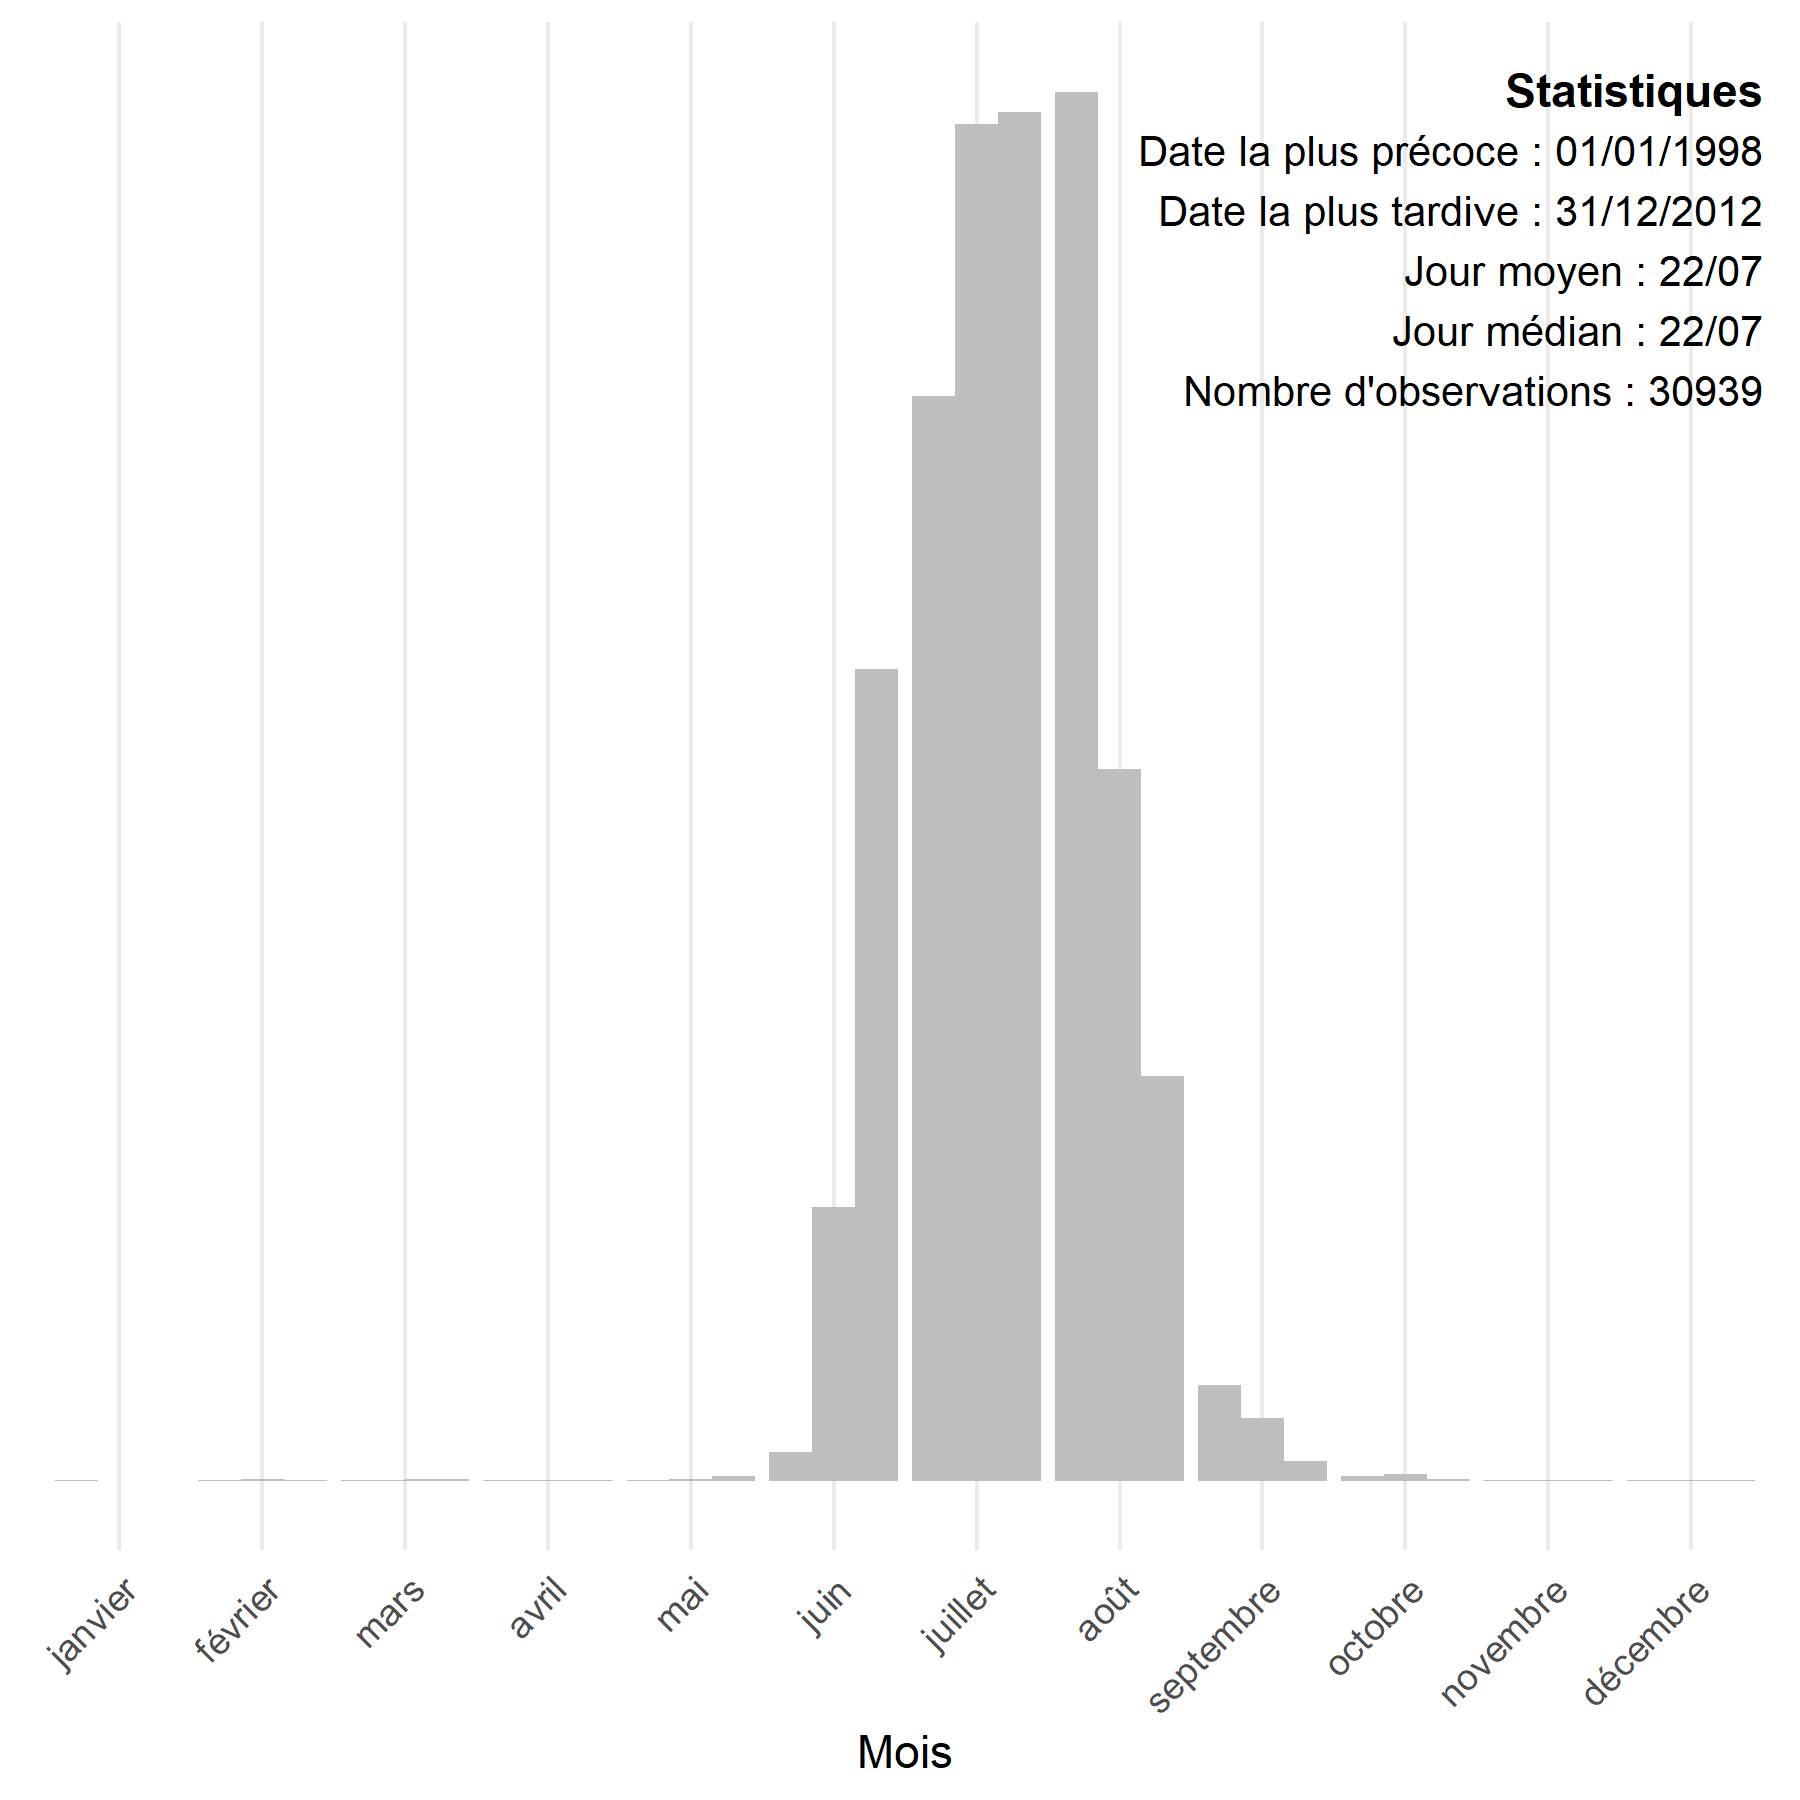 Statistiques
Date la plus précoce : 01/01/1998
Date la plus tardive : 31/12/2012
Jour moyen : 22/07
Jour médian : 22/07
Nombre d'observations : 30939
janvier
février
mars
avril
mai
juin
juillet
août
septembre
octobre
novembre
décembre
Mois